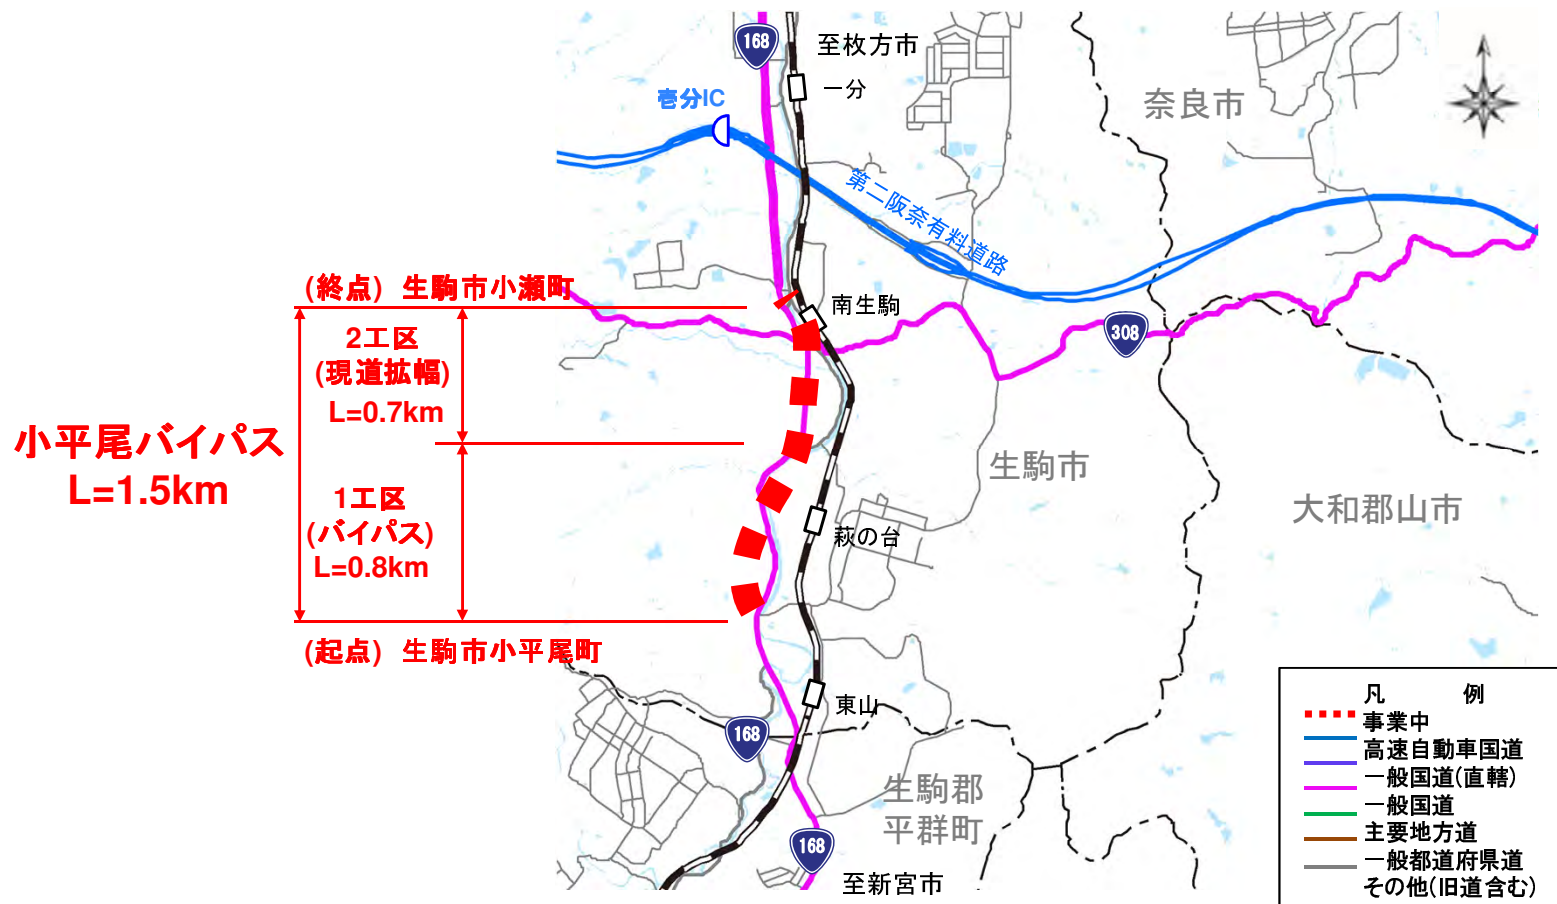 168
至枚方市
一分
壱分IC
奈良市
第二阪奈有料道路
(終点) 生駒市小瀬町
南生駒
308
2工区
(現道拡幅)
L=0.7km
小平尾バイパス
L=1.5km
1工区
(バイパス)
L=0.8km
生駒市
大和郡山市
萩の台
(起点) 生駒市小平尾町
東山
168
生駒郡
平群町
168
至新宮市
凡 例
事業中
高速自動車国道
一般国道(直轄)
一般国道
主要地方道
一般都道府県道
その他(旧道含む)